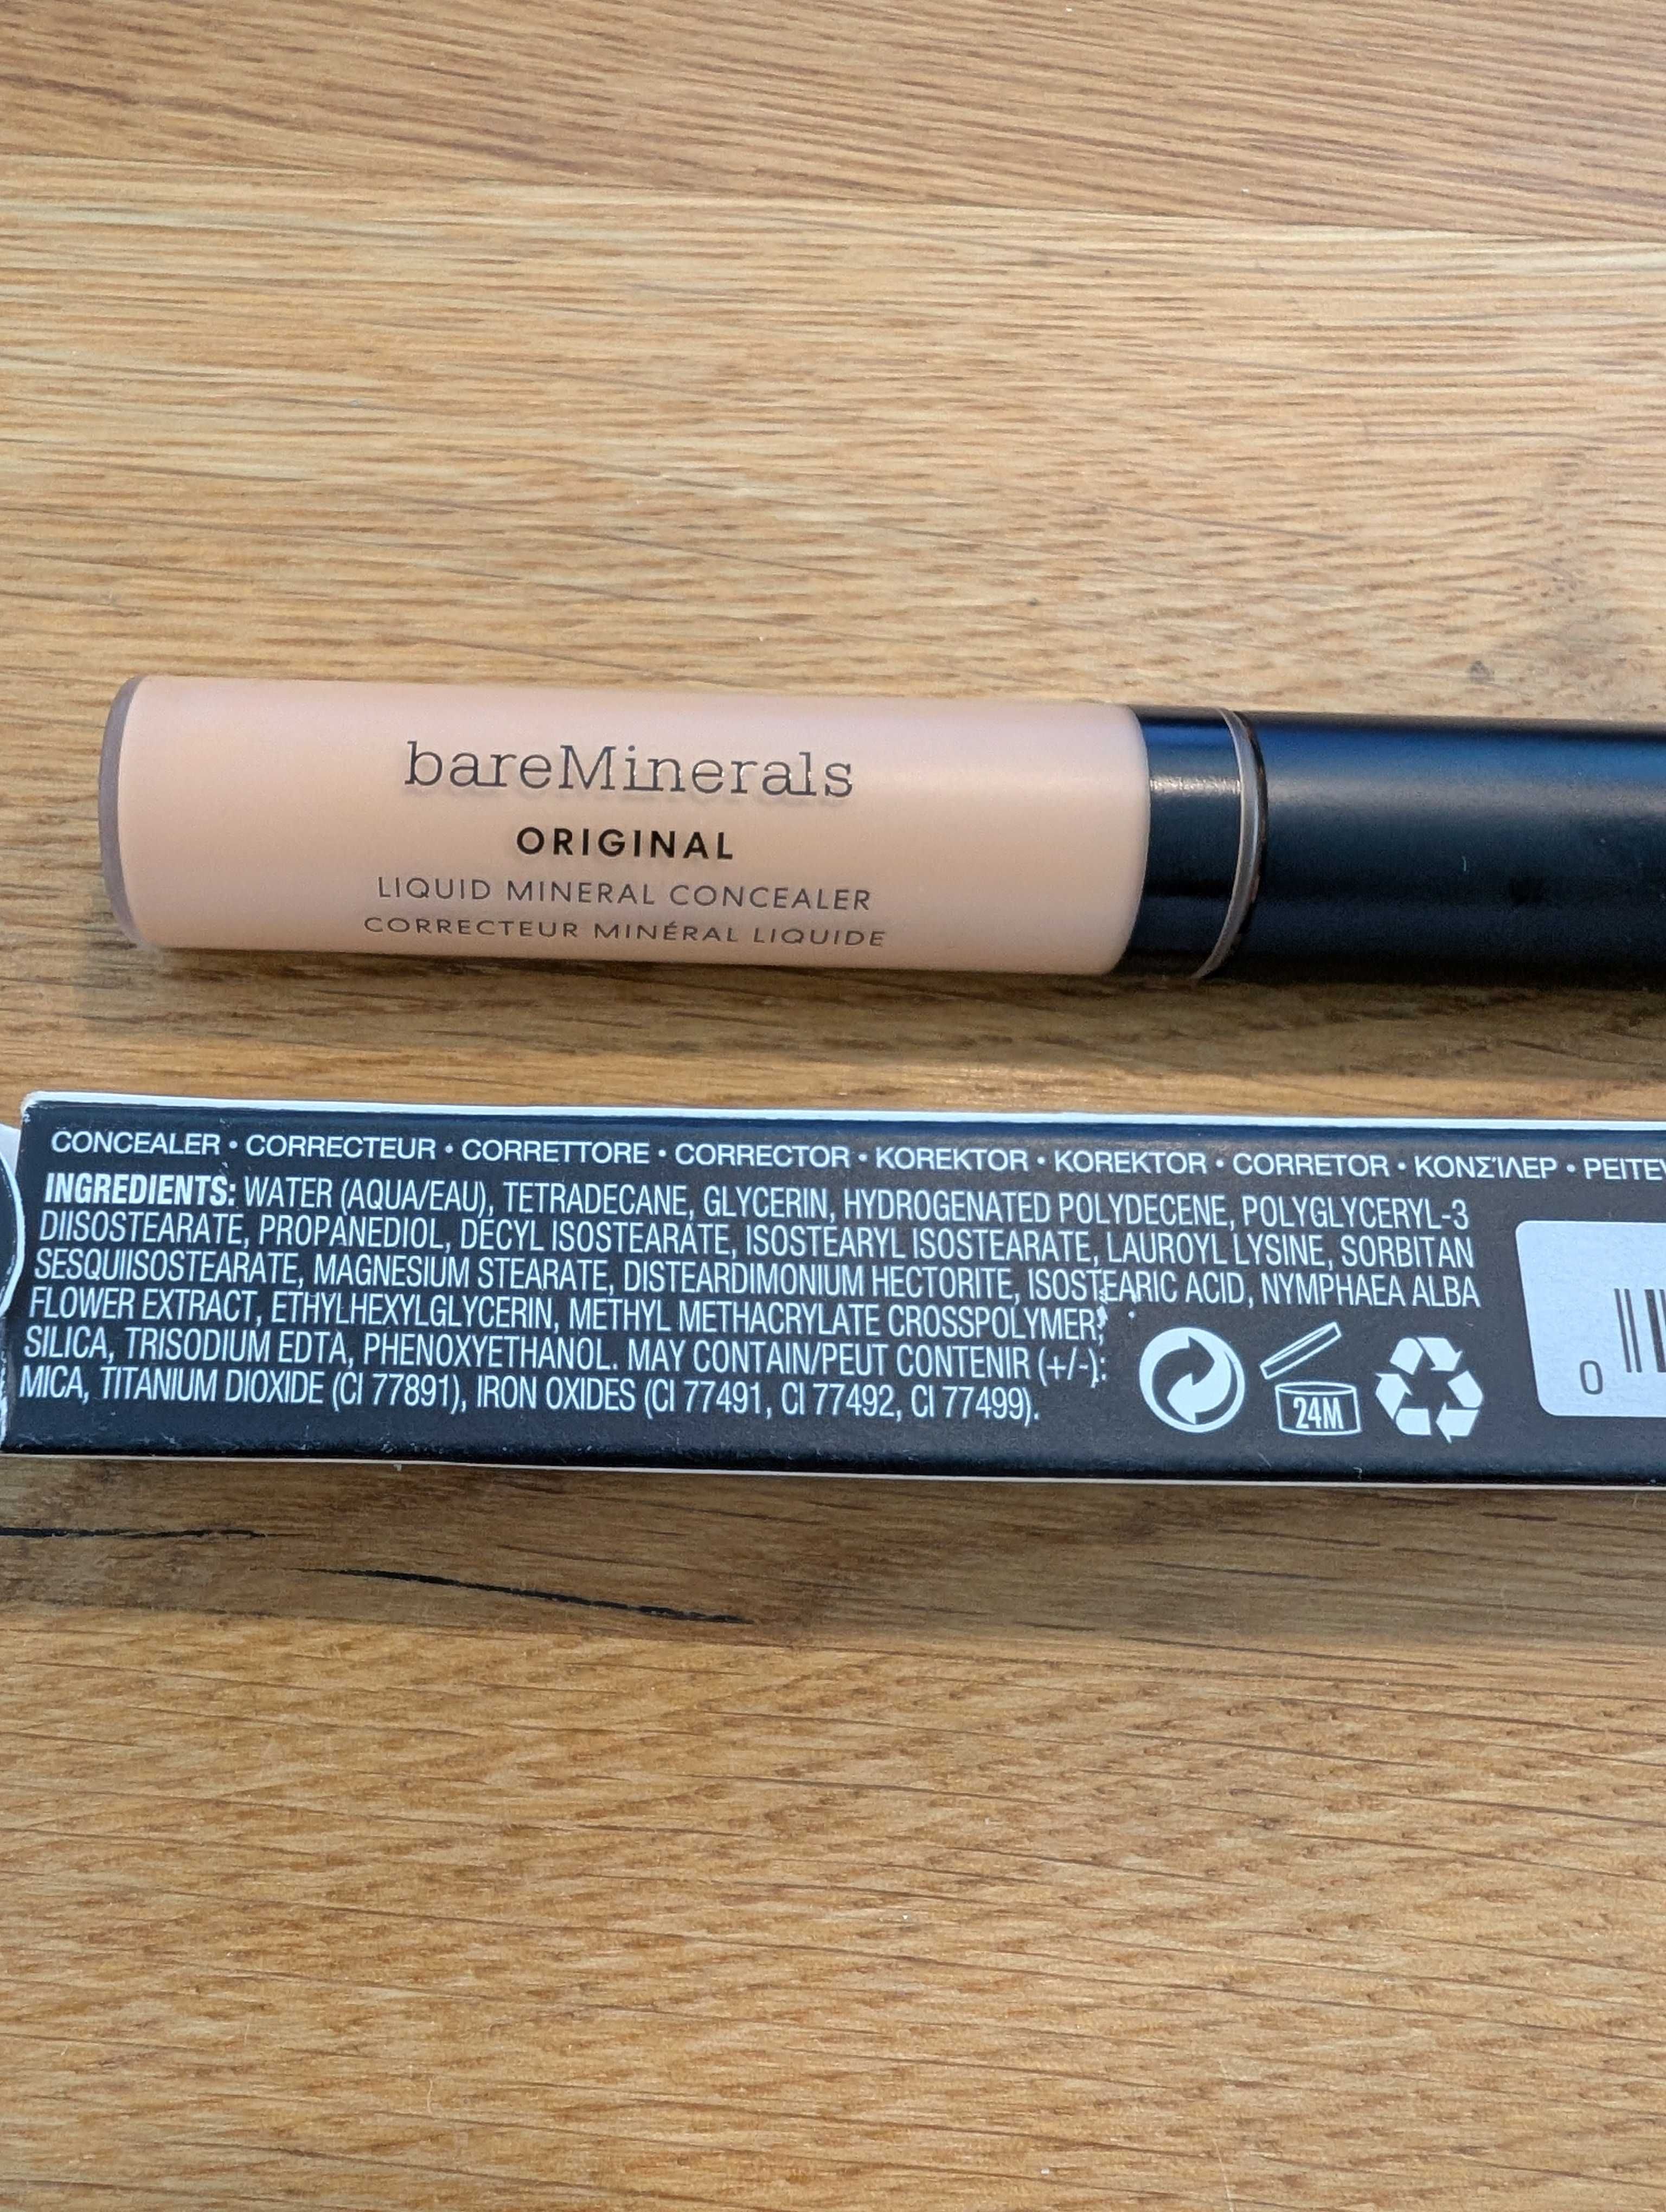 bareMinerals
ORIGINAL
LIQUID MINERAL CONCEALER
CORRECTEUR MINÉRAL LIQUIDE
CONCEALER • CORRECTEUR • CORRETTORE • CORRECTOR • KOREKTOR • KOREKTOR • CORRETOR • ΚΟΝΣΊΛΕΡ • PEITEV
INGREDIENTS: WATER (AQUA/EAU), TETRADECANE, GLYCERIN, HYDROGENATED POLYDECENE, POLYGLYCERYL-3
DIISOSTEARATE, PROPANEDIOL, DECYL ISOSTEARATE, ISOSTEARYL ISOSTEARATE, LAUROYL LYSINE, SORBITAN
SESQUIISOSTEARATE, MAGNESIUM STEARATE, DISTEARDIMONIUM HECTORITE, ISOSTEARIC ACID, NYMPHAEA ALBA
FLOWER EXTRACT, ETHYLHEXYLGLYCERIN, METHYL METHACRYLATE CROSSPOLYMER,
SILICA, TRISODIUM EDTA, PHENOXYETHANOL. MAY CONTAIN/PEUT CONTENIR (+/-):
MICA, TITANIUM DIOXIDE (CI 77891), IRON OXIDES (CI 77491, CI 77492, CI 77499).
24M
0